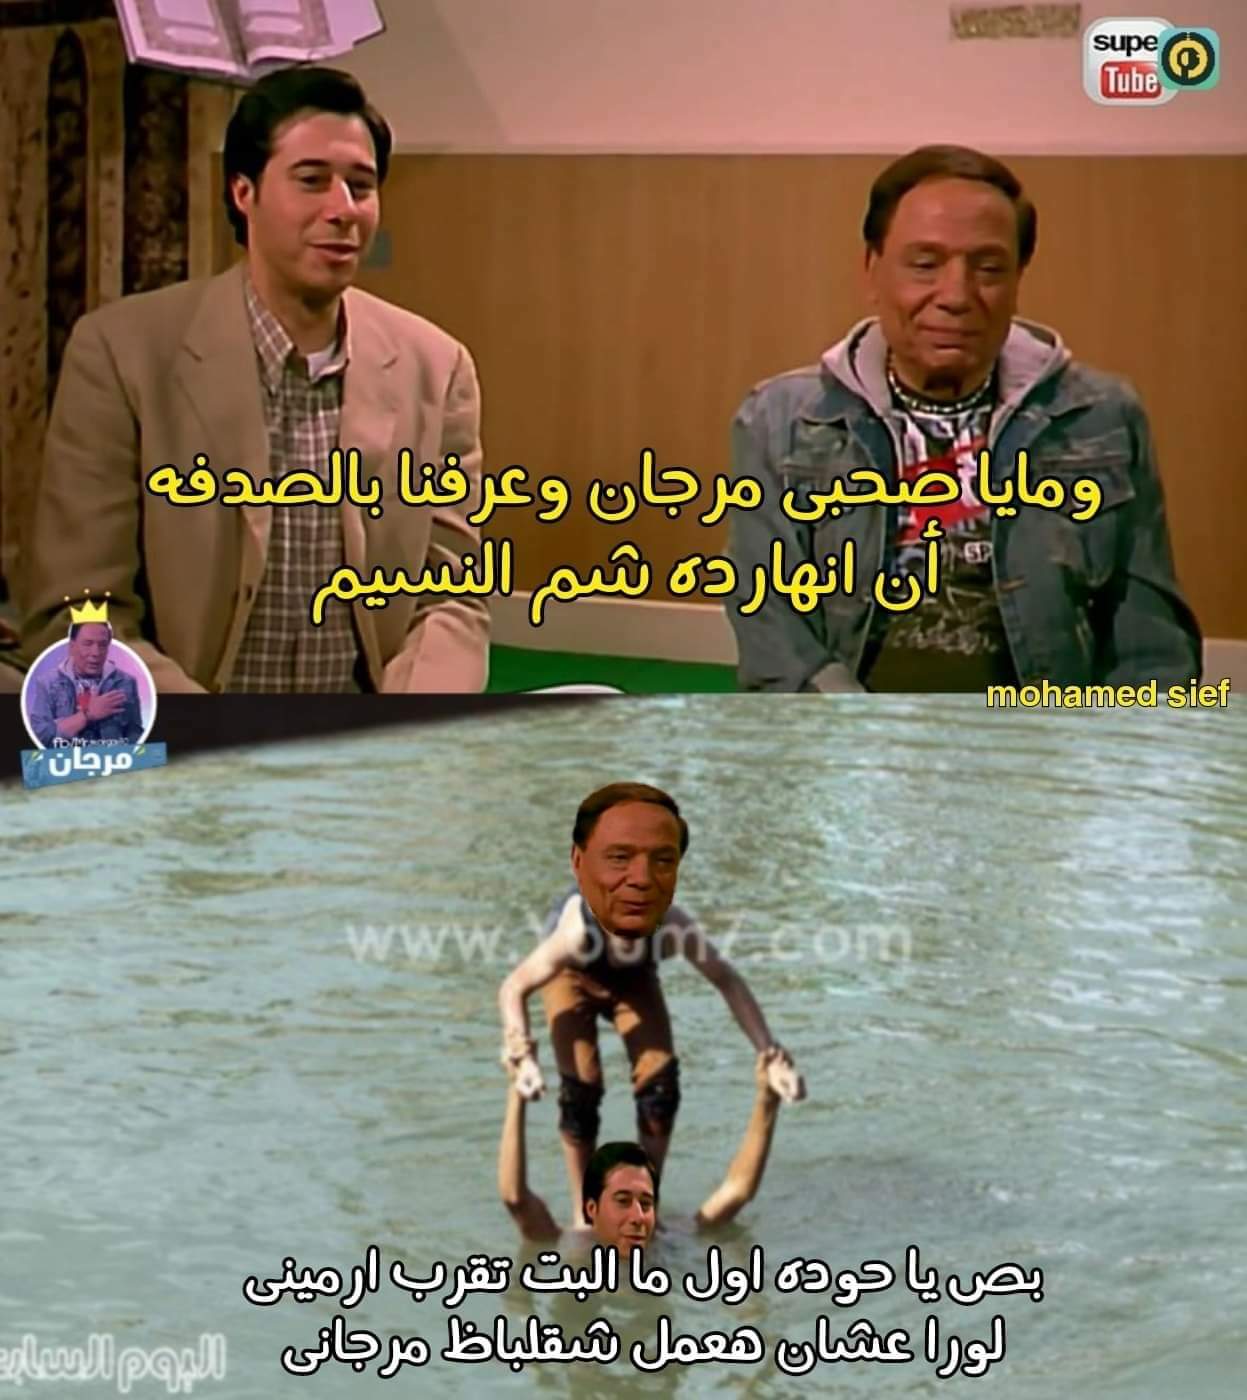 supe
Tube
ومايا صحبى مرجان وعرفنا بالصدفه
أن انهارده شم النسيم
mohamed sief
مرجان
www.Youm7.com
بص يا حوده اول ما البت تقرب ارمينى
لورا عشان هعمل شقلباظ مرجانى
اليوم السابع